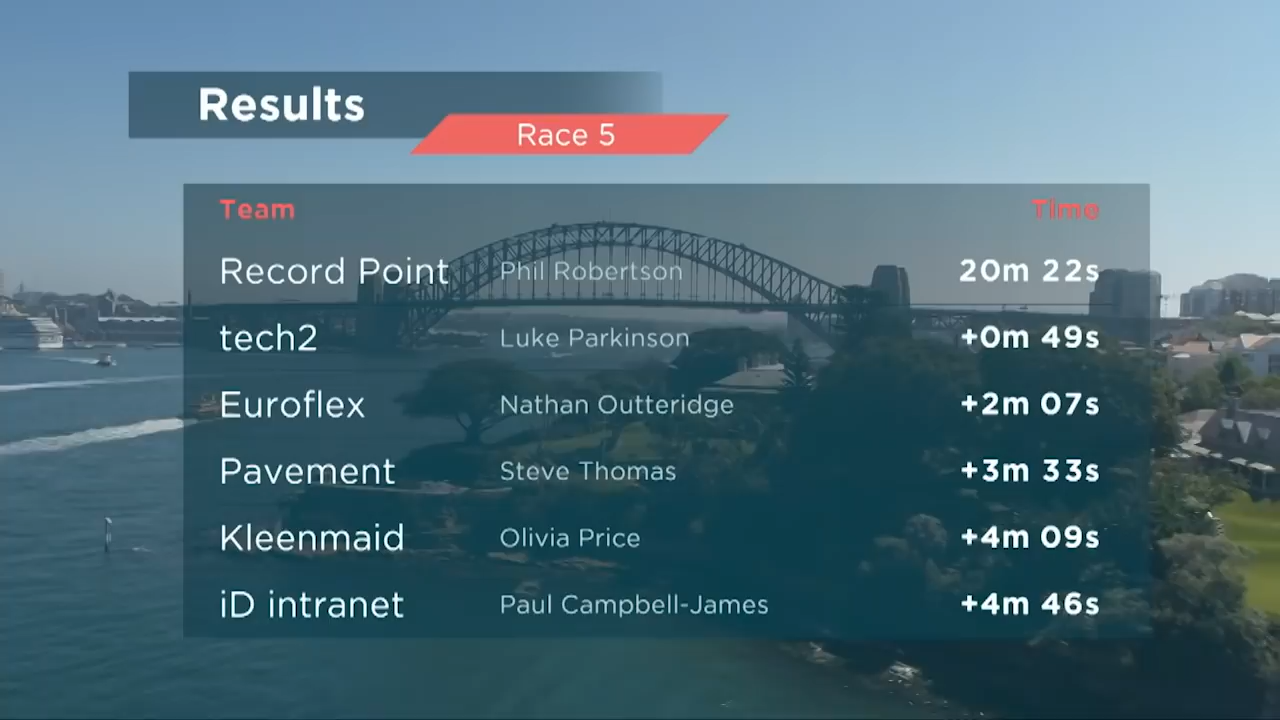 Results
Race 5
Team Time
Record Point Phil Robertson 20m 22s
tech2 Luke Parkinson +0m 49s
Euroflex Nathan Outteridge +2m 07s
Pavement Steve Thomas +3m 33s
Kleenmaid Olivia Price +4m 09s
iD intranet Paul Campbell-James +4m 46s